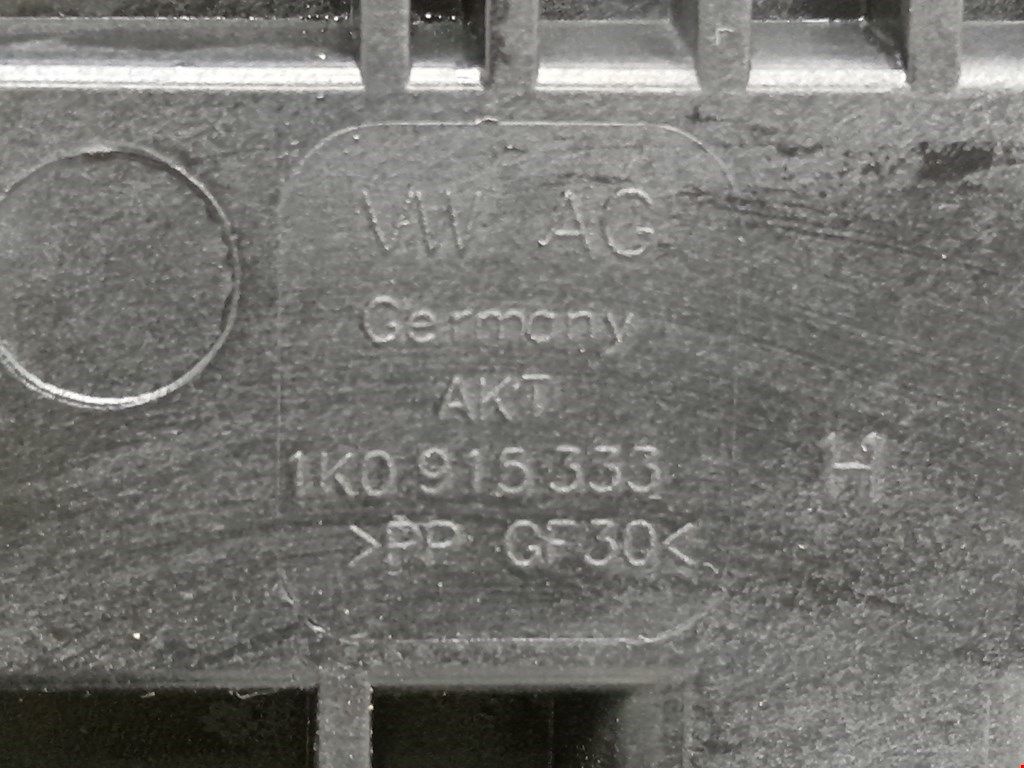 VW AG
Germany
AKT
1K0 915 333 H
>PP GF30<